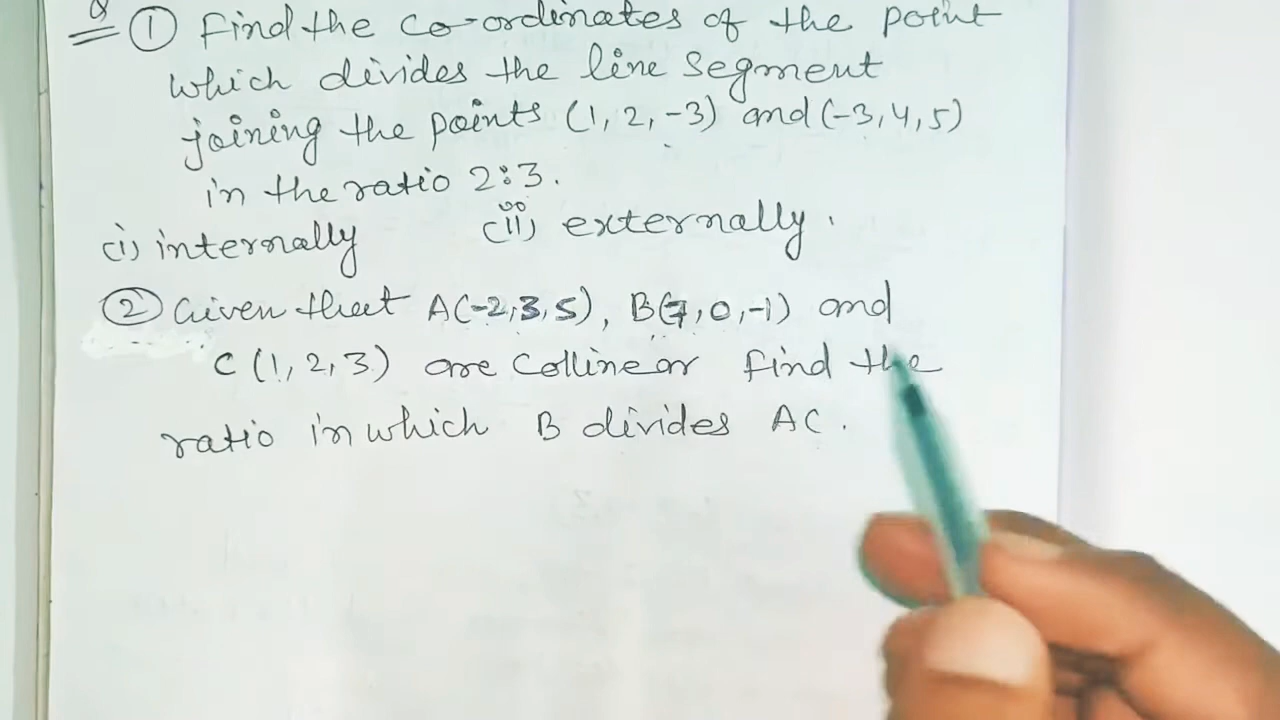 Q
① Find the co-ordinates of the point
which divides the line segment
joining the points (1, 2, -3) and (-3, 4, 5)
in the ratio 2:3.
(i) internally (ii) externally.
② Given that A(-2, 3, 5), B(7, 0, -1) and
C (1, 2, 3) are collinear find the
ratio in which B divides AC.